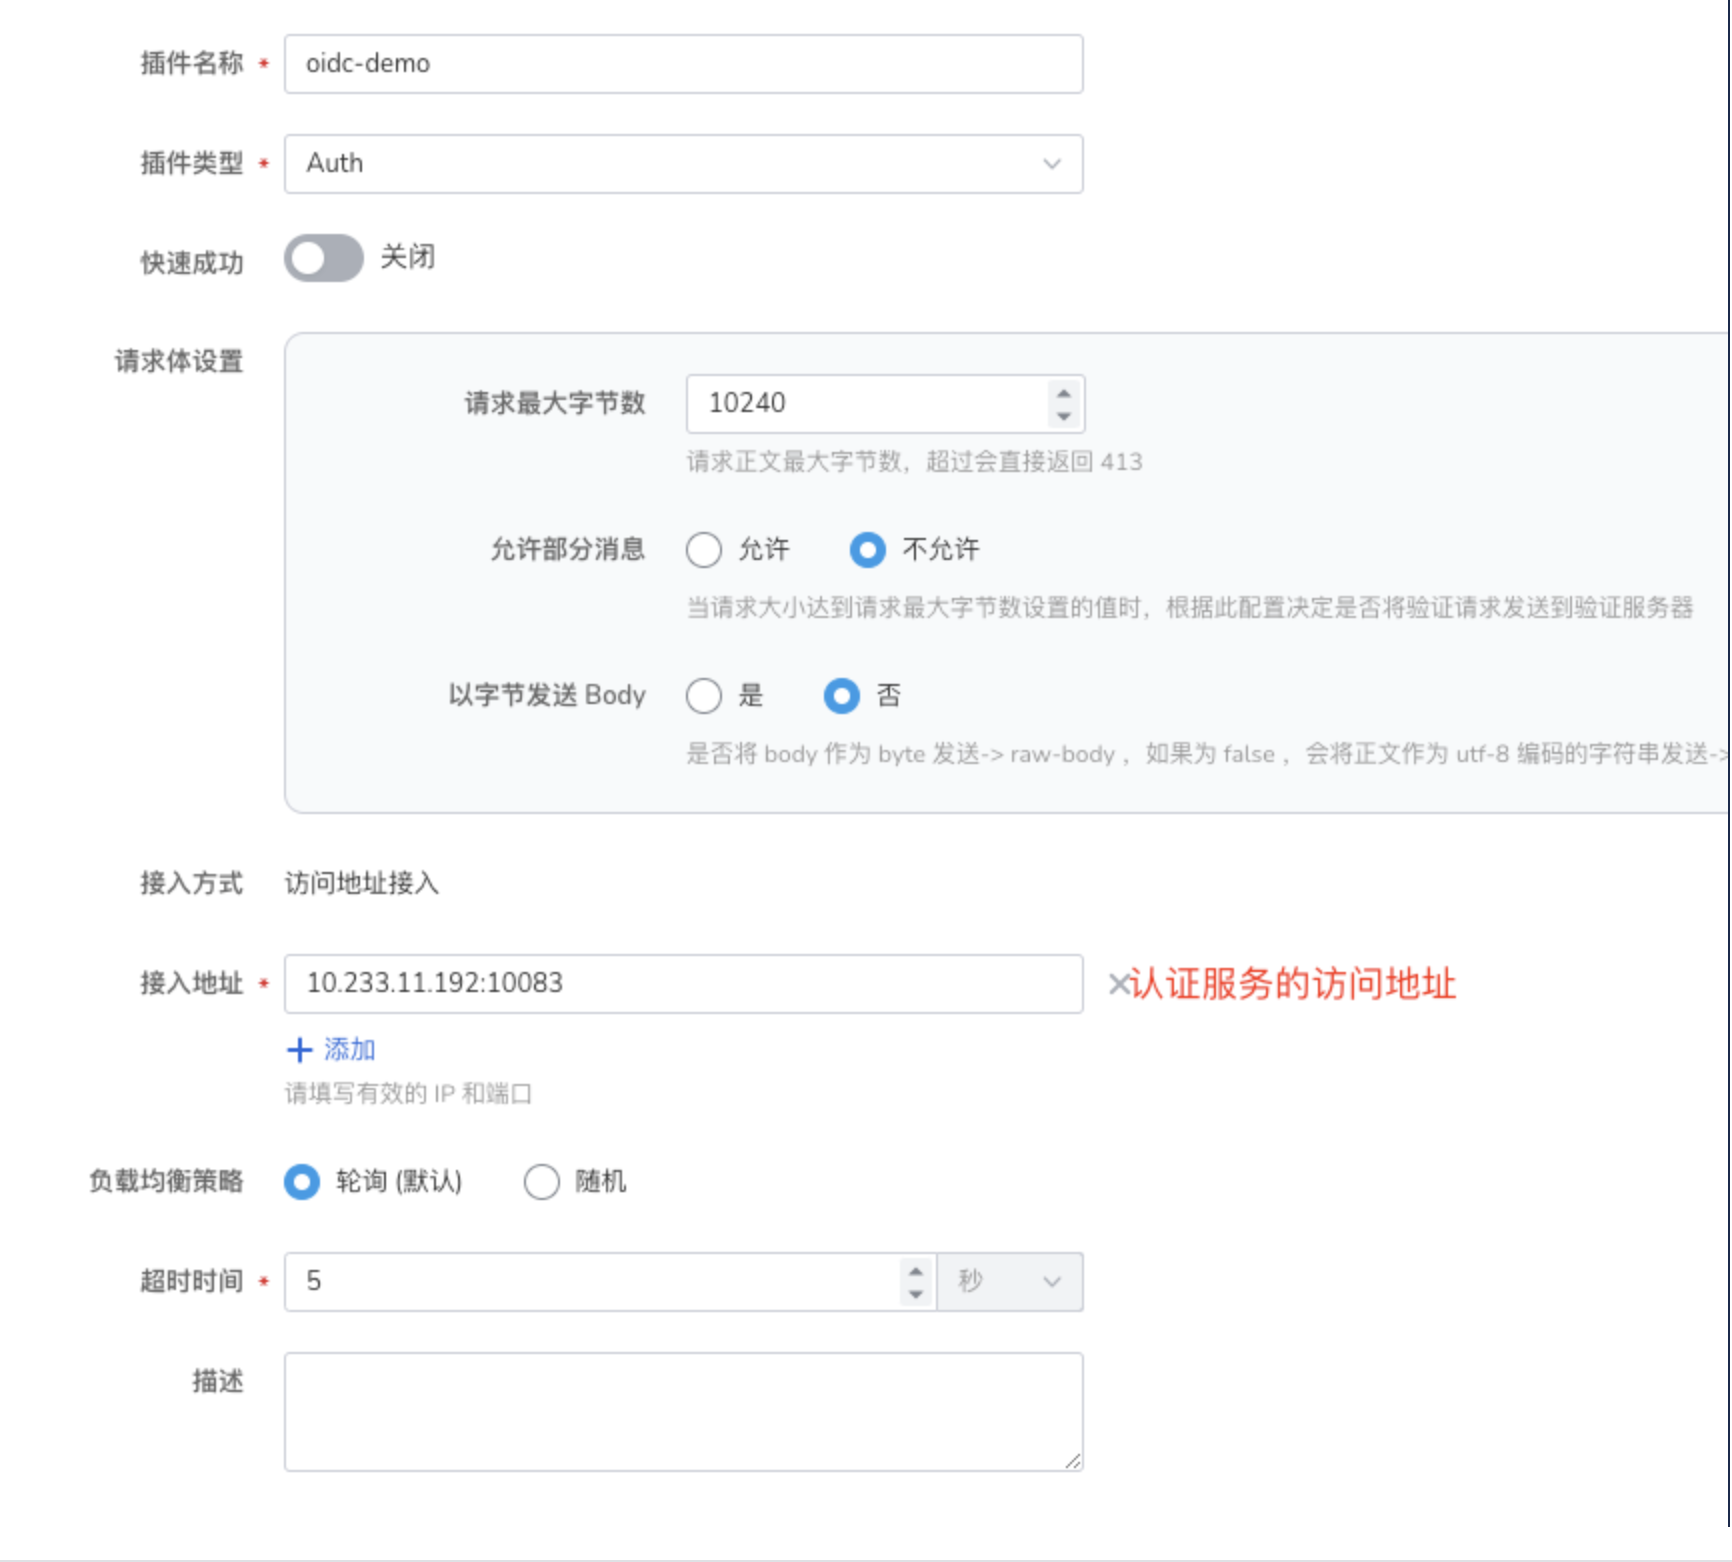 插件名称 * oidc-demo
插件类型 * Auth
快速成功 关闭
请求体设置
请求最大字节数 10240
请求正文最大字节数，超过会直接返回 413
允许部分消息 允许 不允许
当请求大小达到请求最大字节数设置的值时，根据此配置决定是否将验证请求发送到验证服务器
以字节发送 Body 是 否
是否将 body 作为 byte 发送-> raw-body ，如果为 false ，会将正文作为 utf-8 编码的字符串发送->
接入方式 访问地址接入
接入地址 * 10.233.11.192:10083 认证服务的访问地址
添加
请填写有效的 IP 和端口
负载均衡策略 轮询 (默认) 随机
超时时间 * 5 秒
描述